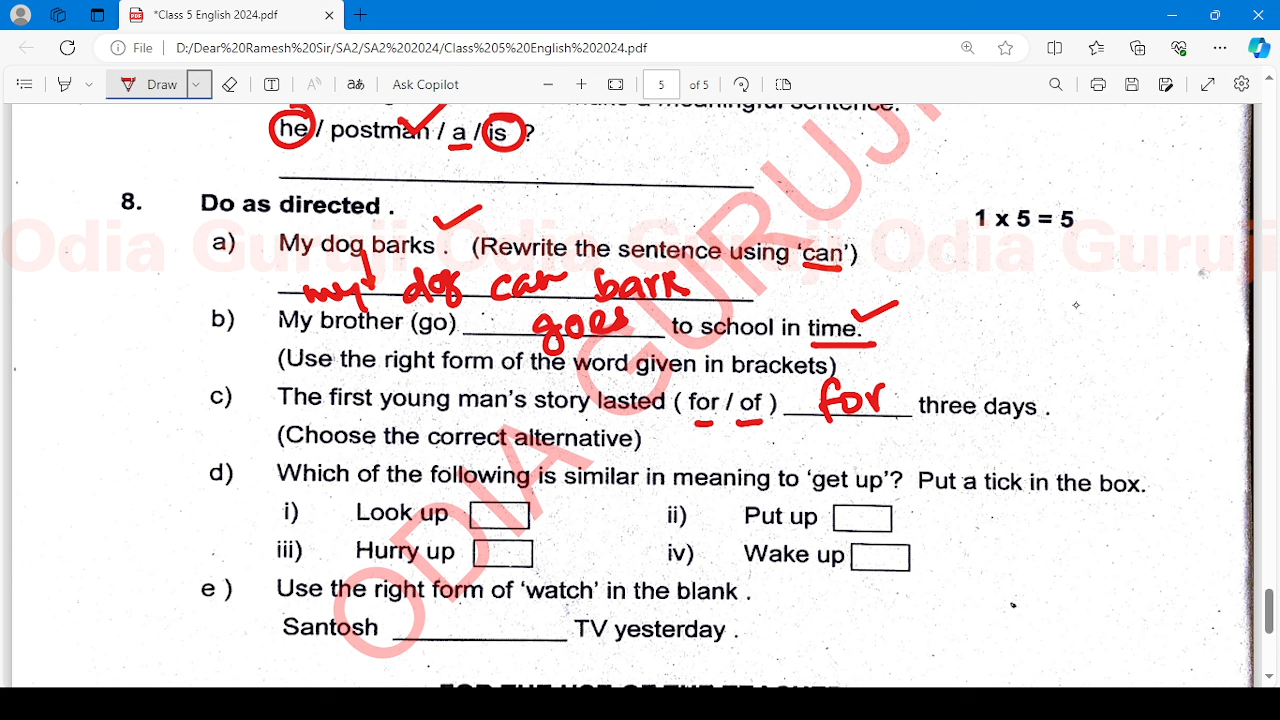 *Class 5 English 2024.pdf
File D:/Dear%20Ramesh%20Sir/SA2/SA2%202024/Class%205%20English%202024.pdf
Draw Ask Copilot 5 of 5
meaningful sentence.
he / postman / a / is ?
8. Do as directed . 1 x 5 = 5
a) My dog barks . (Rewrite the sentence using ‘can’)
my dog can bark
b) My brother (go) goes to school in time.
(Use the right form of the word given in brackets)
c) The first young man’s story lasted ( for / of ) for three days .
(Choose the correct alternative)
d) Which of the following is similar in meaning to ‘get up’? Put a tick in the box.
i) Look up ii) Put up
iii) Hurry up iv) Wake up
e ) Use the right form of ‘watch’ in the blank .
Santosh TV yesterday .
ODIA GURUJI
Odia Guruji Odia Guruji Odia Guruji